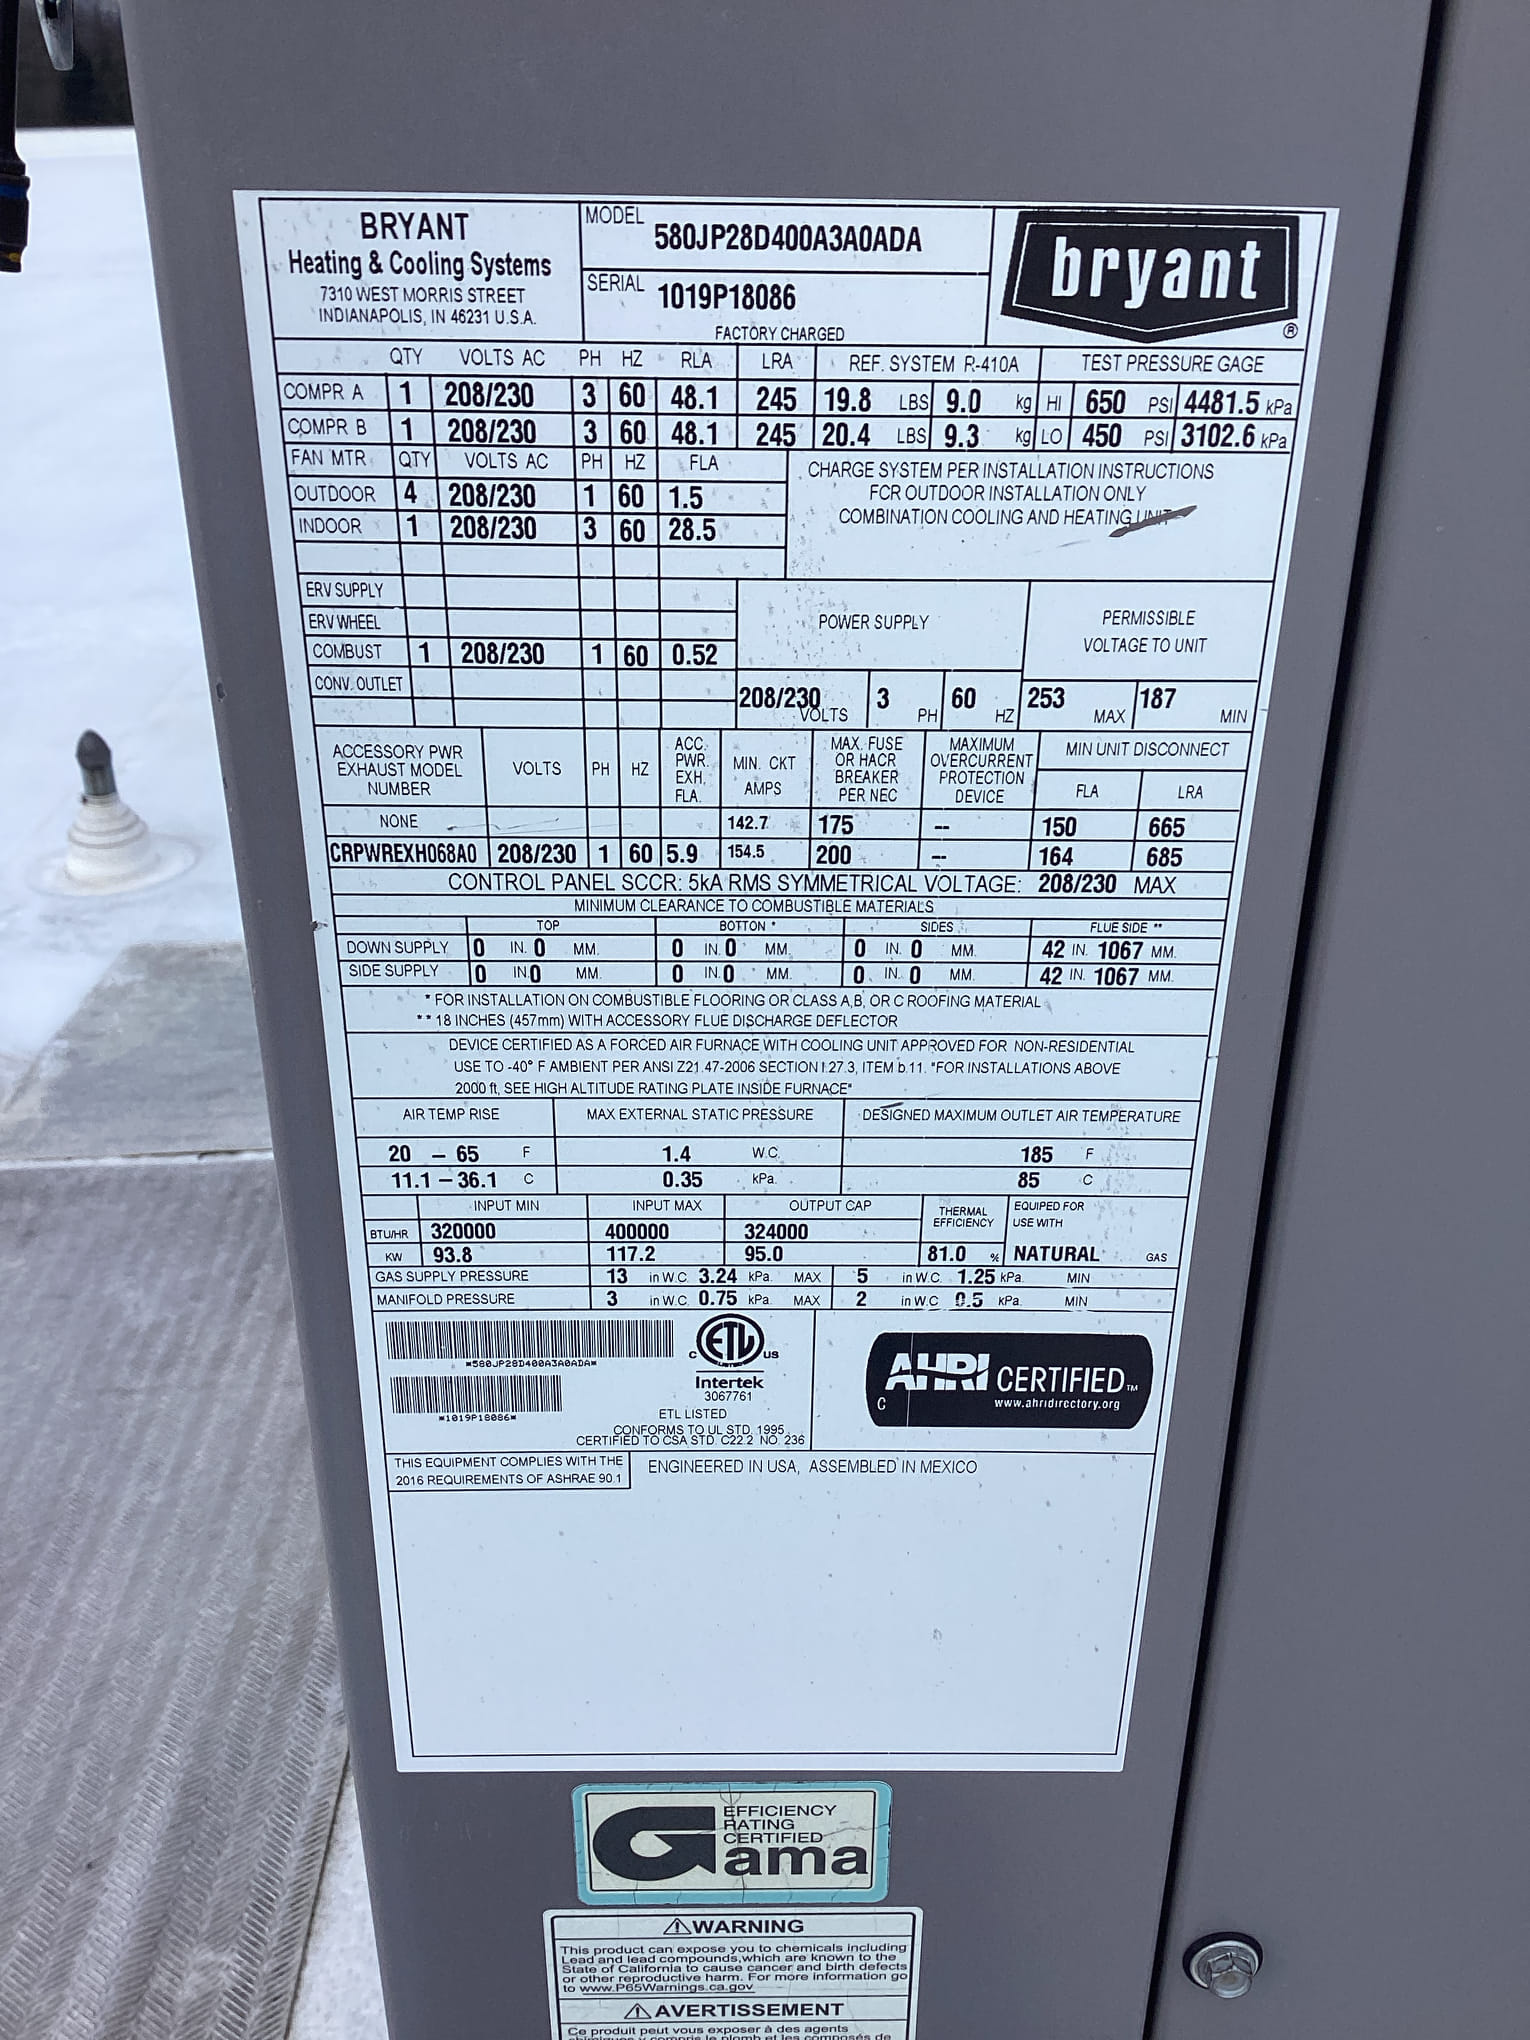 BRYANT
Heating & Cooling Systems
7310 WEST MORRIS STREET
INDIANAPOLIS, IN 46231 U.S.A.
MODEL 580JP28D400A3A0ADA
SERIAL 1019P18086
FACTORY CHARGED
bryant ®
QTY VOLTS AC PH HZ RLA LRA REF. SYSTEM R-410A TEST PRESSURE GAGE
COMPR A 1 208/230 3 60 48.1 245 19.8 LBS 9.0 kg HI 650 PSI 4481.5 kPa
COMPR B 1 208/230 3 60 48.1 245 20.4 LBS 9.3 kg LO 450 PSI 3102.6 kPa
FAN MTR QTY VOLTS AC PH HZ FLA
OUTDOOR 4 208/230 1 60 1.5
INDOOR 1 208/230 3 60 28.5
CHARGE SYSTEM PER INSTALLATION INSTRUCTIONS
FOR OUTDOOR INSTALLATION ONLY
COMBINATION COOLING AND HEATING UNIT
ERV SUPPLY
ERV WHEEL
COMBUST 1 208/230 1 60 0.52
CONV. OUTLET
POWER SUPPLY
208/230 VOLTS 3 PH 60 HZ
PERMISSIBLE
VOLTAGE TO UNIT
253 MAX 187 MIN
ACCESSORY PWR
EXHAUST MODEL
NUMBER
VOLTS PH HZ
ACC.
PWR.
EXH.
FLA.
MIN. CKT
AMPS
MAX. FUSE
OR HACR
BREAKER
PER NEC
MAXIMUM
OVERCURRENT
PROTECTION
DEVICE
MIN UNIT DISCONNECT
FLA LRA
NONE 142.7 175 -- 150 665
CRPWREXH068A0 208/230 1 60 5.9 154.5 200 -- 164 685
CONTROL PANEL SCCR: 5kA RMS SYMMETRICAL VOLTAGE: 208/230 MAX
MINIMUM CLEARANCE TO COMBUSTIBLE MATERIALS
TOP BOTTON * SIDES FLUE SIDE **
DOWN SUPPLY 0 IN. 0 MM. 0 IN. 0 MM. 0 IN. 0 MM. 42 IN. 1067 MM.
SIDE SUPPLY 0 IN. 0 MM. 0 IN. 0 MM. 0 IN. 0 MM. 42 IN. 1067 MM.
* FOR INSTALLATION ON COMBUSTIBLE FLOORING OR CLASS A,B, OR C ROOFING MATERIAL
** 18 INCHES (457mm) WITH ACCESSORY FLUE DISCHARGE DEFLECTOR
DEVICE CERTIFIED AS A FORCED AIR FURNACE WITH COOLING UNIT APPROVED FOR NON-RESIDENTIAL
USE TO -40° F AMBIENT PER ANSI Z21.47-2006 SECTION I.27.3, ITEM b.11. "FOR INSTALLATIONS ABOVE
2000 ft, SEE HIGH ALTITUDE RATING PLATE INSIDE FURNACE"
AIR TEMP RISE MAX EXTERNAL STATIC PRESSURE DESIGNED MAXIMUM OUTLET AIR TEMPERATURE
20 – 65 F 1.4 W.C. 185 F
11.1 – 36.1 C 0.35 kPa. 85 C
INPUT MIN INPUT MAX OUTPUT CAP
THERMAL
EFFICIENCY
EQUIPED FOR
USE WITH
BTU/HR 320000 400000 324000
KW 93.8 117.2 95.0 81.0 % NATURAL GAS
GAS SUPPLY PRESSURE 13 in W.C. 3.24 kPa. MAX 5 in W.C. 1.25 kPa. MIN
MANIFOLD PRESSURE 3 in W.C. 0.75 kPa. MAX 2 in W.C 0.5 kPa. MIN
*580JP28D400A3A0ADA*
*1019P18086*
C ETL US
LISTED
Intertek
3067761
ETL LISTED
CONFORMS TO UL STD. 1995
CERTIFIED TO CSA STD. C22.2 NO. 236
C AHRI CERTIFIED TM
www.ahridirectory.org
THIS EQUIPMENT COMPLIES WITH THE
2016 REQUIREMENTS OF ASHRAE 90.1
ENGINEERED IN USA, ASSEMBLED IN MEXICO
EFFICIENCY
RATING
CERTIFIED
Gama
WARNING
This product can expose you to chemicals including
Lead and lead compounds,which are known to the
State of California to cause cancer and birth defects
or other reproductive harm. For more information go
to www.P65Warnings.ca.gov
AVERTISSEMENT
Ce produit peut vous exposer à des agents
chimiques y compris le plomb et les composés de